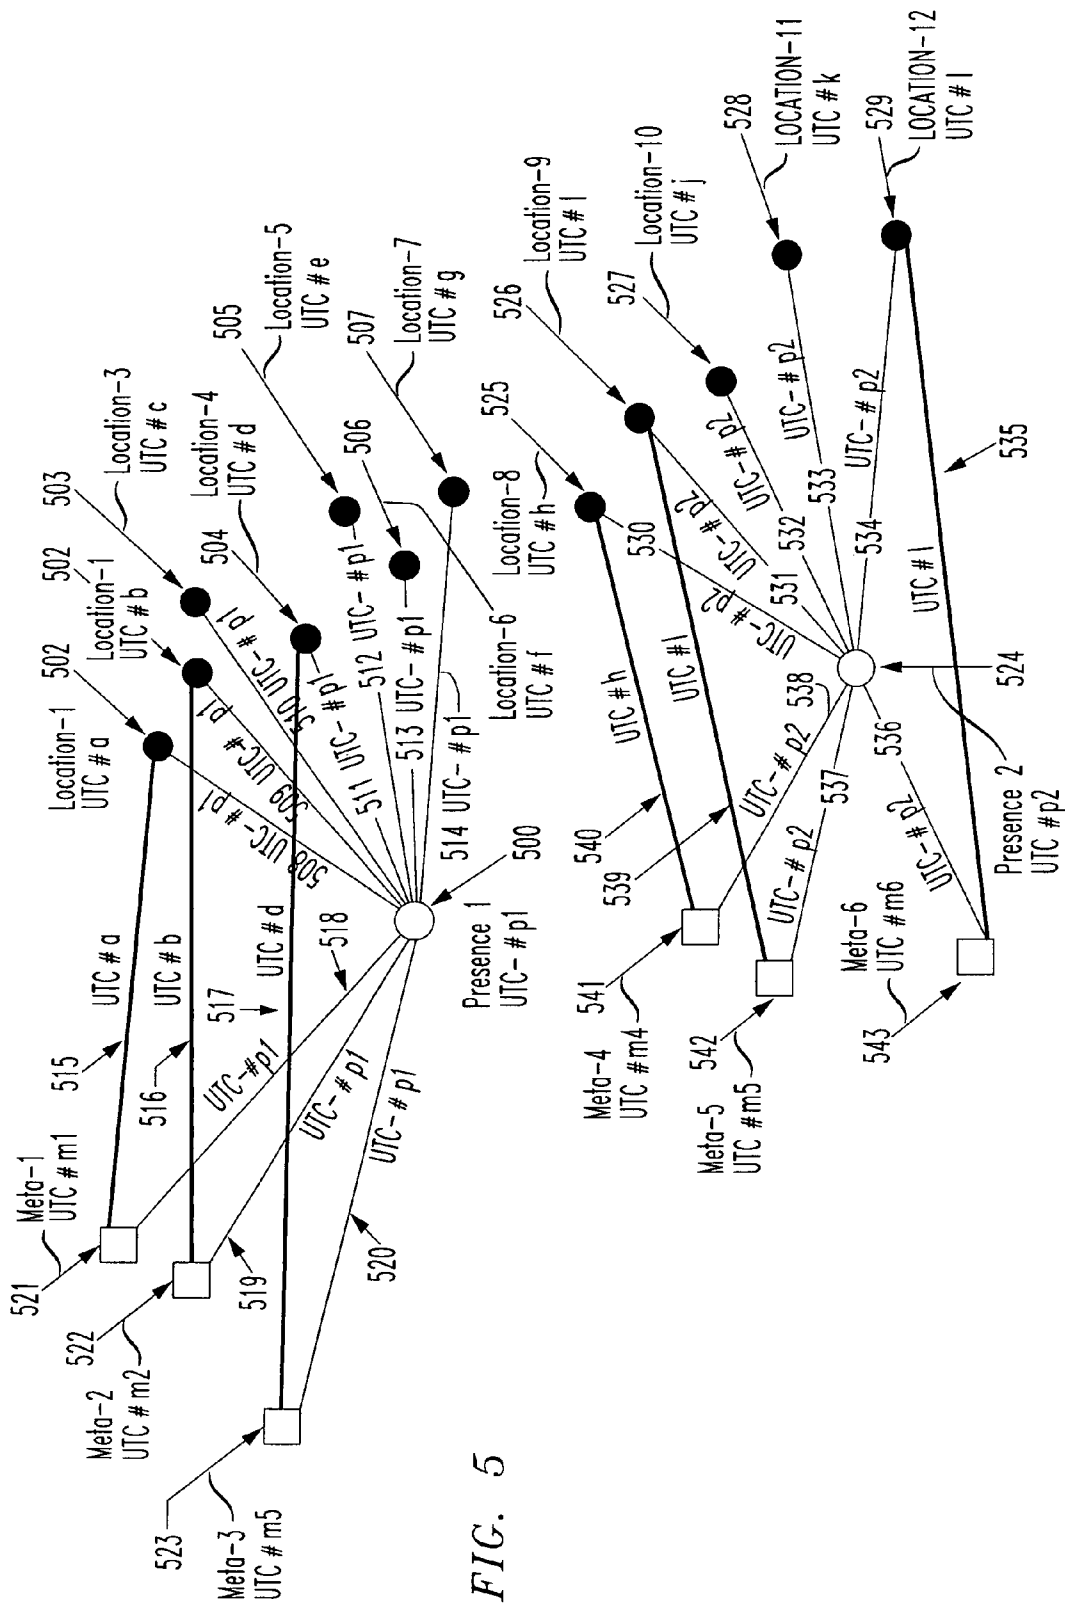 FIG. 5
521
Meta-1
UTC # m1
522
Meta-2
UTC # m2
523
Meta-3
UTC # m5
515
UTC # a
516
UTC # b
517
UTC # d
518
UTC-#p1
519
UTC-# p1
520
UTC-# p1
500
Presence 1
UTC-# p1
502
Location-1
UTC # a
502
Location-1
UTC # b
503
Location-3
UTC # c
504
Location-4
UTC # d
505
Location-5
UTC # e
506
Location-6
UTC # f
507
Location-7
UTC # g
508 UTC-# p1
509 UTC-# p1
510 UTC-# p1
511 UTC-# p1
512 UTC-# p1
513 UTC-# p1
514 UTC-# p1
541
Meta-4
UTC # m4
542
Meta-5
UTC # m5
543
Meta-6
UTC # m6
540
UTC # h
539
UTC # l
535
UTC # l
538
UTC-# p2
537
UTC-# p2
536
UTC-# p2
524
Presence 2
UTC # p2
525
Location-8
UTC # h
526
Location-9
UTC # l
527
Location-10
UTC # j
528
LOCATION-11
UTC # k
529
LOCATION-12
UTC # l
530
UTC-# p2
531
UTC-# p2
532
UTC-# p2
533
UTC-# p2
534
UTC-# p2